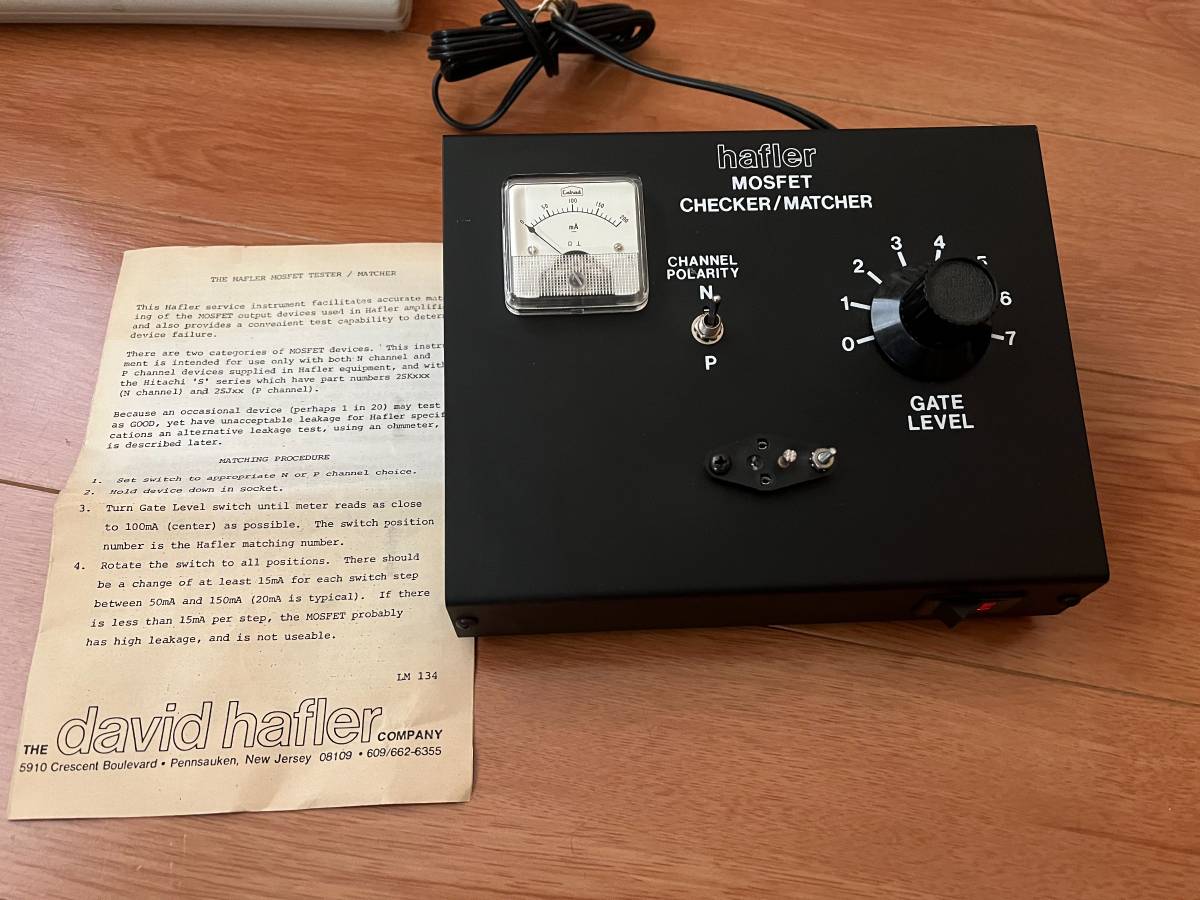 THE HAFLER MOSFET TESTER / MATCHER
This Hafler service instrument facilitates accurate
ing of the MOSFET output devices used in Hafler
and also provides a convenient test capability to
device failure.
There are two categories of MOSFET devices. This
ment is intended for use only with both N channel and
P channel devices supplied in Hafler equipment, and
the Hitachi 'S' series which have part numbers 2SKxxx
(N channel) and 2SJxx (P channel).
Because an occasional device (perhaps 1 in 20) may test
as GOOD, yet have unacceptable leakage for Hafler
cations an alternative leakage test, using an ohmmeter,
is described later.
MATCHING PROCEDURE
1. Set switch to appropriate N or P channel choice.
2. Hold device down in socket.
3. Turn Gate Level switch until meter reads as close
to 100mA (center) as possible. The switch position
number is the Hafler matching number.
4. Rotate the switch to all positions. There should
be a change of at least 15mA for each switch step
between 50mA and 150mA (20mA is typical). If there
is less than 15mA per step, the MOSFET probably
has high leakage, and is not useable.
LM 134
THE david hafler COMPANY
5910 Crescent Boulevard • Pennsauken, New Jersey 08109 • 609/662-6355
hafler
MOSFET
CHECKER/MATCHER
0 50 100 150 200
mA
CHANNEL
POLARITY
N
P
0 1 2 3 4 5 6 7
GATE
LEVEL